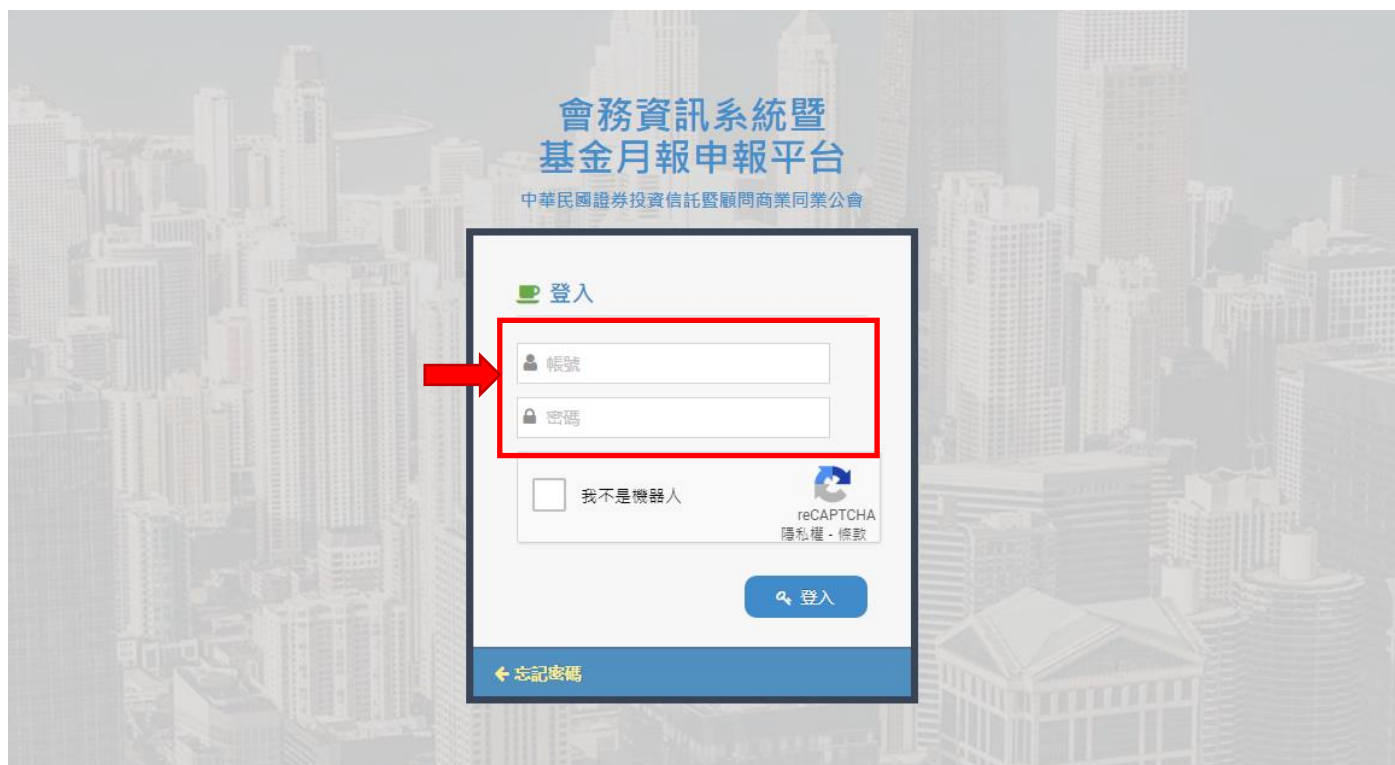 會務資訊系統暨
基金月報申報平台
中華民國證券投資信託暨顧問商業同業公會
登入
帳號
密碼
我不是機器人
reCAPTCHA
隱私權 - 條款
登入
忘記密碼